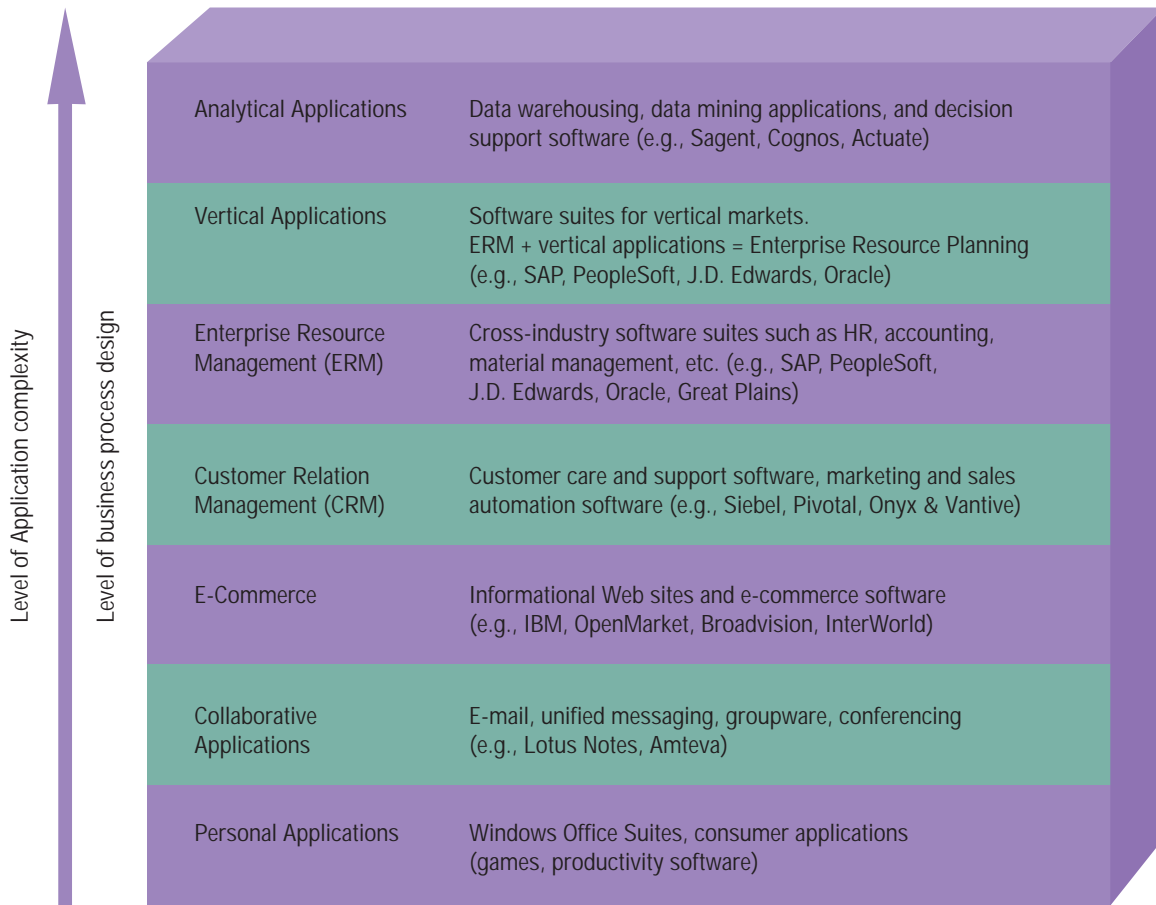 Level of Application complexity
Level of business process design
Analytical Applications
Data warehousing, data mining applications, and decision
support software (e.g., Sagent, Cognos, Actuate)
Vertical Applications
Software suites for vertical markets.
ERM + vertical applications = Enterprise Resource Planning
(e.g., SAP, PeopleSoft, J.D. Edwards, Oracle)
Enterprise Resource
Management (ERM)
Cross-industry software suites such as HR, accounting,
material management, etc. (e.g., SAP, PeopleSoft,
J.D. Edwards, Oracle, Great Plains)
Customer Relation
Management (CRM)
Customer care and support software, marketing and sales
automation software (e.g., Siebel, Pivotal, Onyx & Vantive)
E-Commerce
Informational Web sites and e-commerce software
(e.g., IBM, OpenMarket, Broadvision, InterWorld)
Collaborative
Applications
E-mail, unified messaging, groupware, conferencing
(e.g., Lotus Notes, Amteva)
Personal Applications
Windows Office Suites, consumer applications
(games, productivity software)